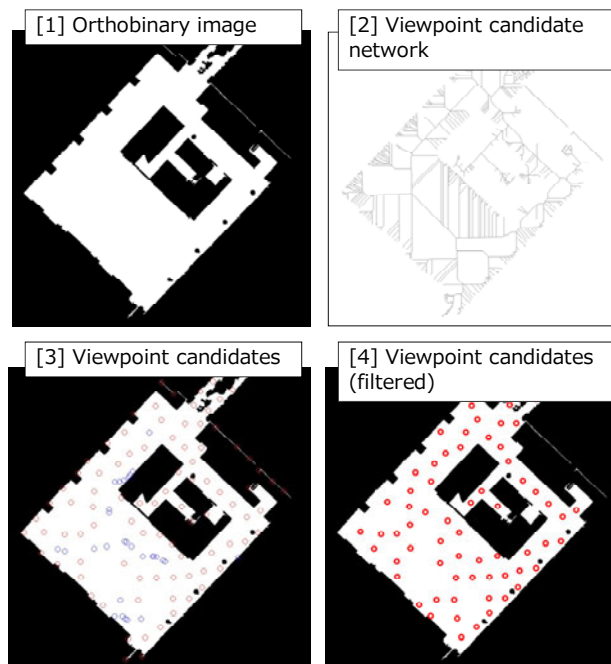 [1] Orthobinary image
[2] Viewpoint candidate
network
[3] Viewpoint candidates
[4] Viewpoint candidates
(filtered)